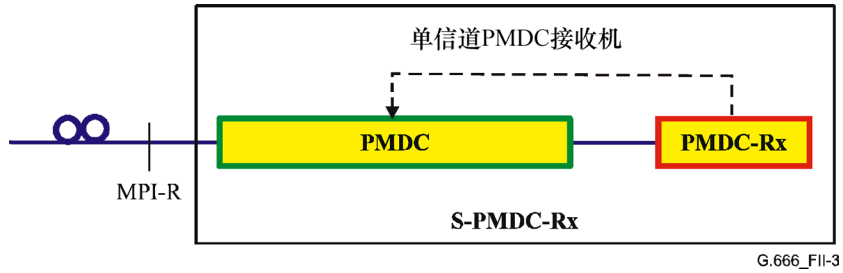 单信道PMDC接收机
PMDC
PMDC-Rx
MPI-R
S-PMDC-Rx
G.666_FII-3